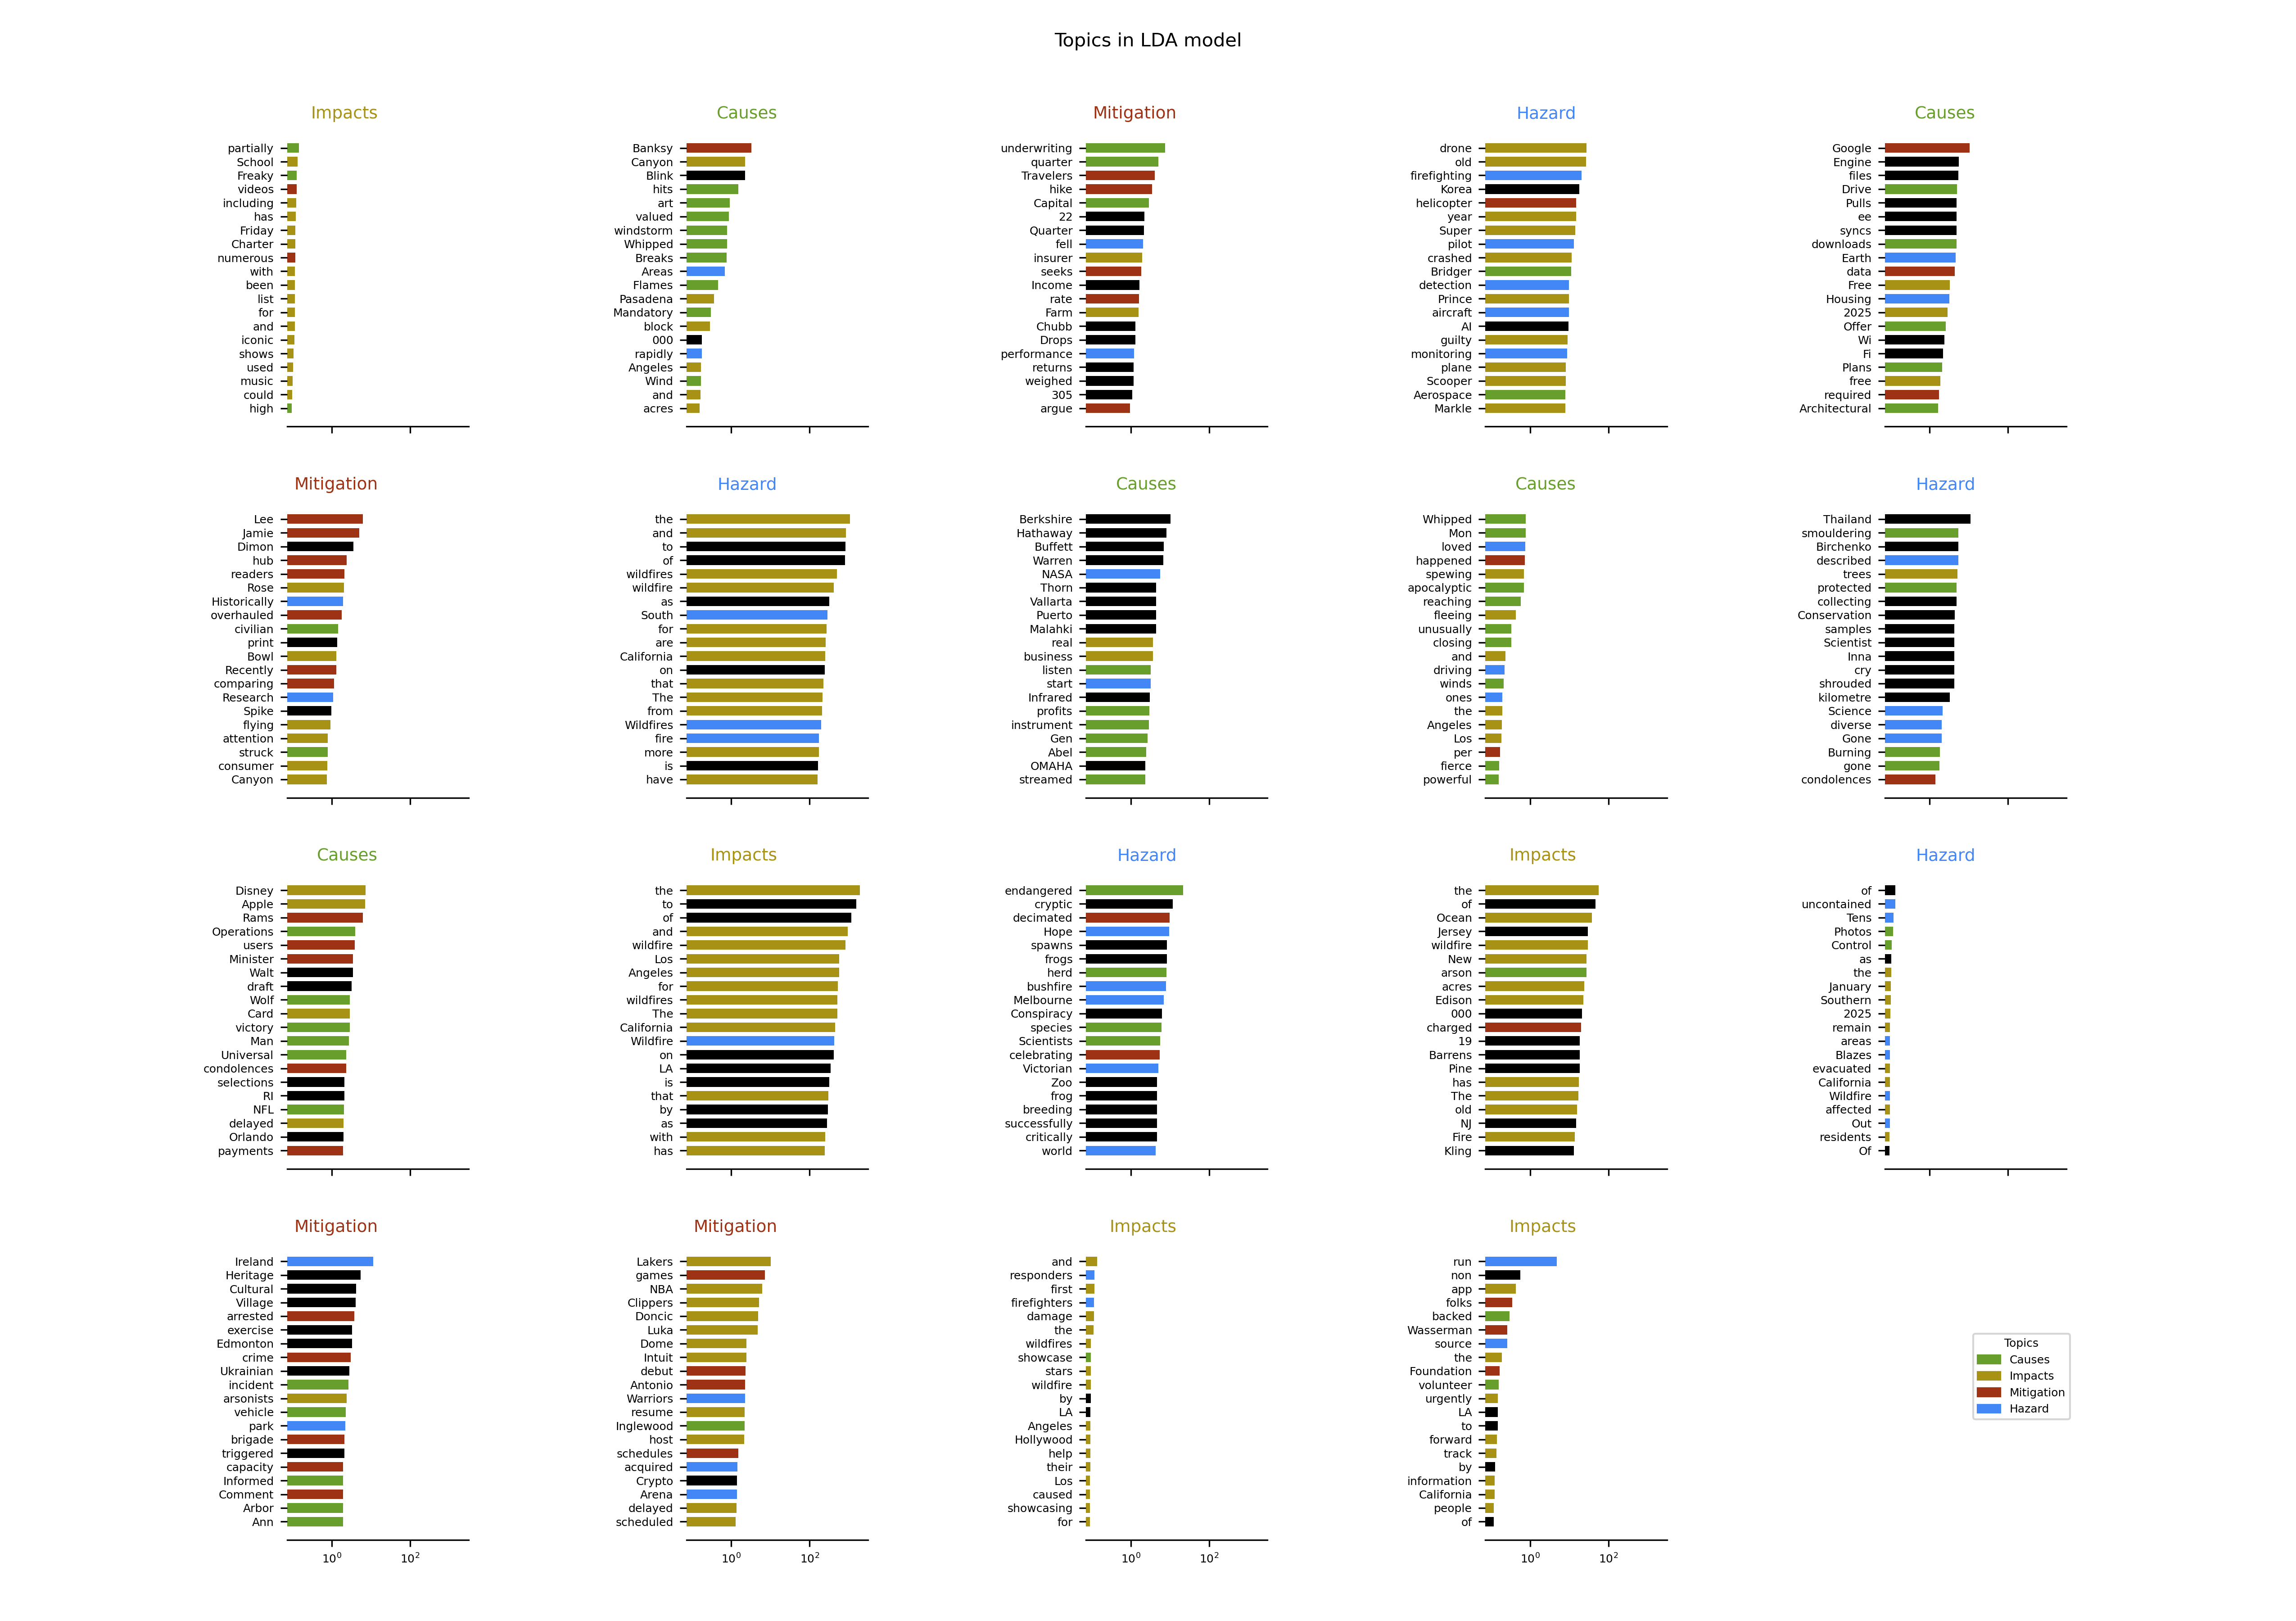 Topics in LDA model
Impacts
partially
School
Freaky
videos
including
has
Friday
Charter
numerous
with
been
list
for
and
iconic
shows
used
music
could
high
Causes
Banksy
Canyon
Blink
hits
art
valued
windstorm
Whipped
Breaks
Areas
Flames
Pasadena
Mandatory
block
000
rapidly
Angeles
Wind
and
acres
Mitigation
underwriting
quarter
Travelers
hike
Capital
22
Quarter
fell
insurer
seeks
Income
rate
Farm
Chubb
Drops
performance
returns
weighed
305
argue
Hazard
drone
old
firefighting
Korea
helicopter
year
Super
pilot
crashed
Bridger
detection
Prince
aircraft
AI
guilty
monitoring
plane
Scooper
Aerospace
Markle
Causes
Google
Engine
files
Drive
Pulls
ee
syncs
downloads
Earth
data
Free
Housing
2025
Offer
Wi
Fi
Plans
free
required
Architectural
Mitigation
Lee
Jamie
Dimon
hub
readers
Rose
Historically
overhauled
civilian
print
Bowl
Recently
comparing
Research
Spike
flying
attention
struck
consumer
Canyon
Hazard
the
and
to
of
wildfires
wildfire
as
South
for
are
California
on
that
The
from
Wildfires
fire
more
is
have
Causes
Berkshire
Hathaway
Buffett
Warren
NASA
Thorn
Vallarta
Puerto
Malahki
real
business
listen
start
Infrared
profits
instrument
Gen
Abel
OMAHA
streamed
Causes
Whipped
Mon
loved
happened
spewing
apocalyptic
reaching
fleeing
unusually
closing
and
driving
winds
ones
the
Angeles
Los
per
fierce
powerful
Hazard
Thailand
smouldering
Birchenko
described
trees
protected
collecting
Conservation
samples
Scientist
Inna
cry
shrouded
kilometre
Science
diverse
Gone
Burning
gone
condolences
Causes
Disney
Apple
Rams
Operations
users
Minister
Walt
draft
Wolf
Card
victory
Man
Universal
condolences
selections
RI
NFL
delayed
Orlando
payments
Impacts
the
to
of
and
wildfire
Los
Angeles
for
wildfires
The
California
Wildfire
on
LA
is
that
by
as
with
has
Hazard
endangered
cryptic
decimated
Hope
spawns
frogs
herd
bushfire
Melbourne
Conspiracy
species
Scientists
celebrating
Victorian
Zoo
frog
breeding
successfully
critically
world
Impacts
the
of
Ocean
Jersey
wildfire
New
arson
acres
Edison
000
charged
19
Barrens
Pine
has
The
old
NJ
Fire
Kling
Hazard
of
uncontained
Tens
Photos
Control
as
the
January
Southern
2025
remain
areas
Blazes
evacuated
California
Wildfire
affected
Out
residents
Of
Mitigation
Ireland
Heritage
Cultural
Village
arrested
exercise
Edmonton
crime
Ukrainian
incident
arsonists
vehicle
park
brigade
triggered
capacity
Informed
Comment
Arbor
Ann
10^0 10^2
Mitigation
Lakers
games
NBA
Clippers
Doncic
Luka
Dome
Intuit
debut
Antonio
Warriors
resume
Inglewood
host
schedules
acquired
Crypto
Arena
delayed
scheduled
10^0 10^2
Impacts
and
responders
first
firefighters
damage
the
wildfires
showcase
stars
wildfire
by
LA
Angeles
Hollywood
help
their
Los
caused
showcasing
for
10^0 10^2
Impacts
run
non
app
folks
backed
Wasserman
source
the
Foundation
volunteer
urgently
LA
to
forward
track
by
information
California
people
of
10^0 10^2
Topics
Causes
Impacts
Mitigation
Hazard